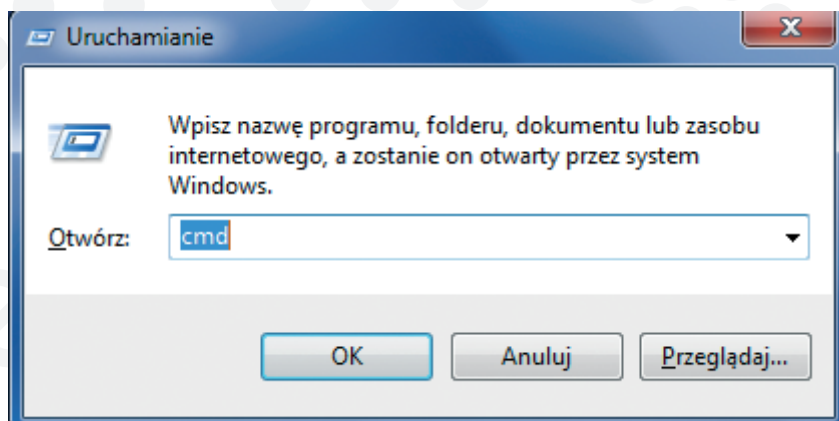 Uruchamianie
Wpisz nazwę programu, folderu, dokumentu lub zasobu
internetowego, a zostanie on otwarty przez system
Windows.
Otwórz: cmd
OK Anuluj Przeglądaj...